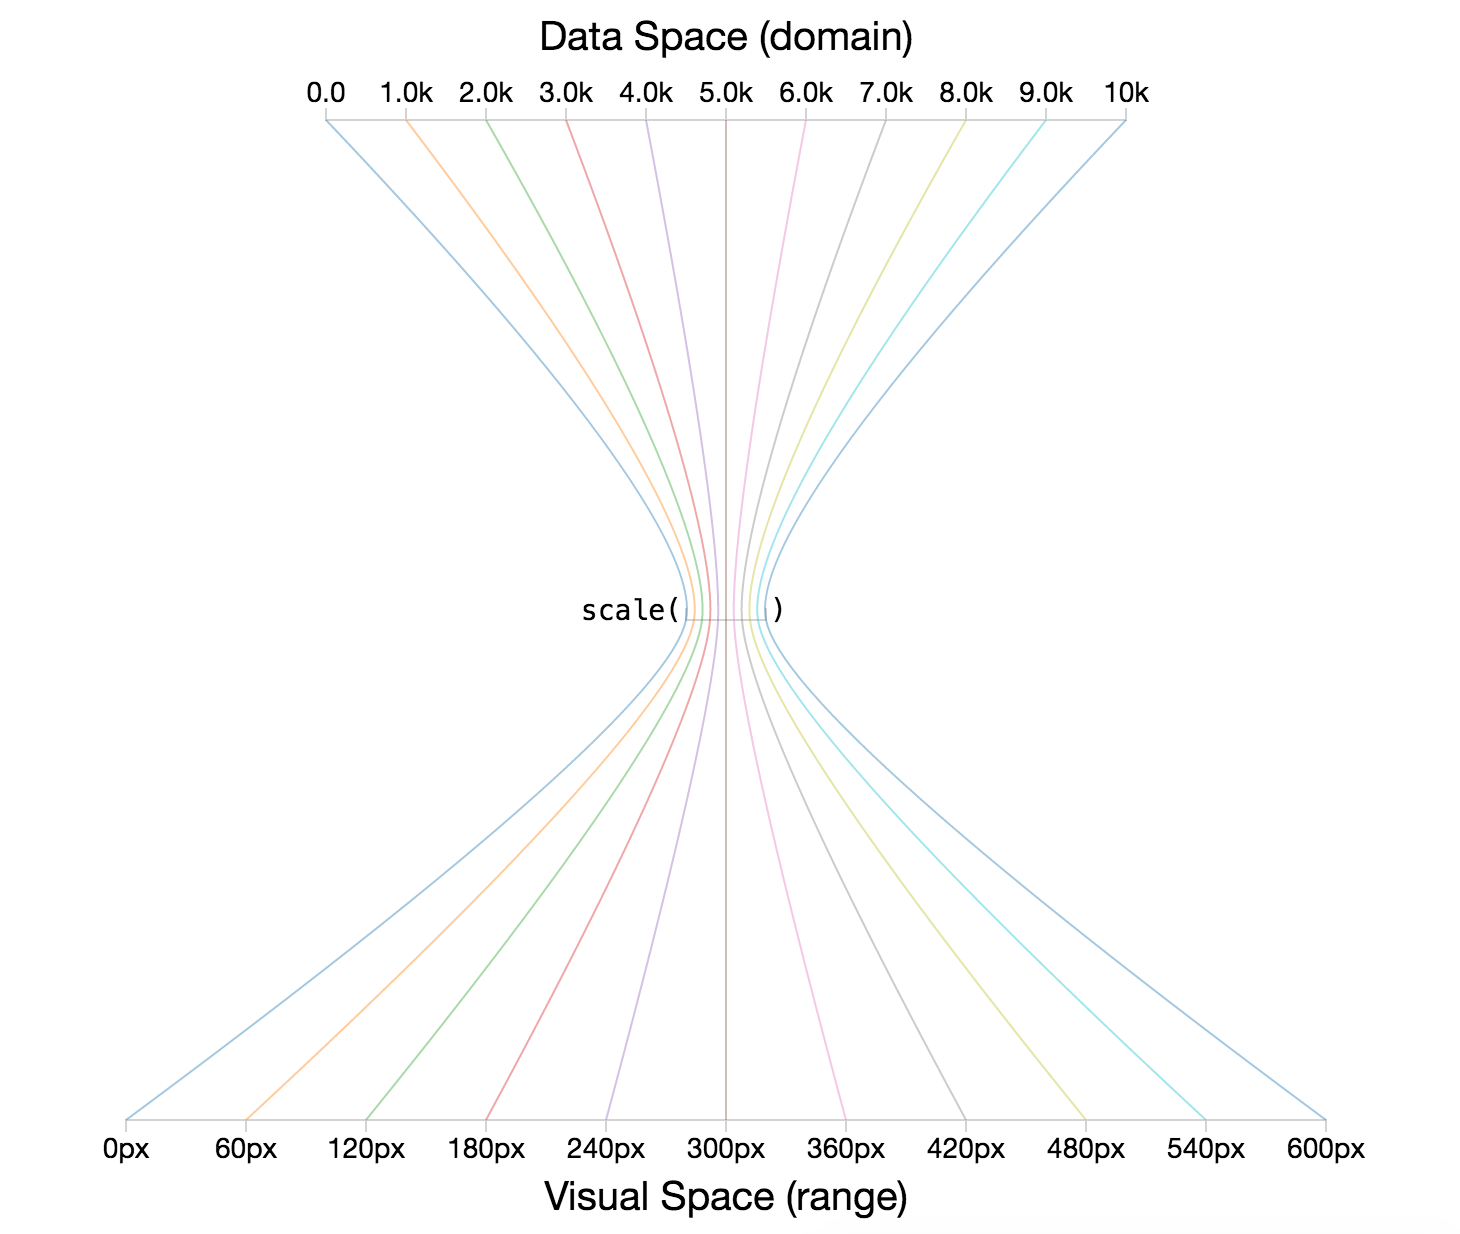 Data Space (domain)
0.0 1.0k 2.0k 3.0k 4.0k 5.0k 6.0k 7.0k 8.0k 9.0k 10k
scale( )
0px 60px 120px 180px 240px 300px 360px 420px 480px 540px 600px
Visual Space (range)